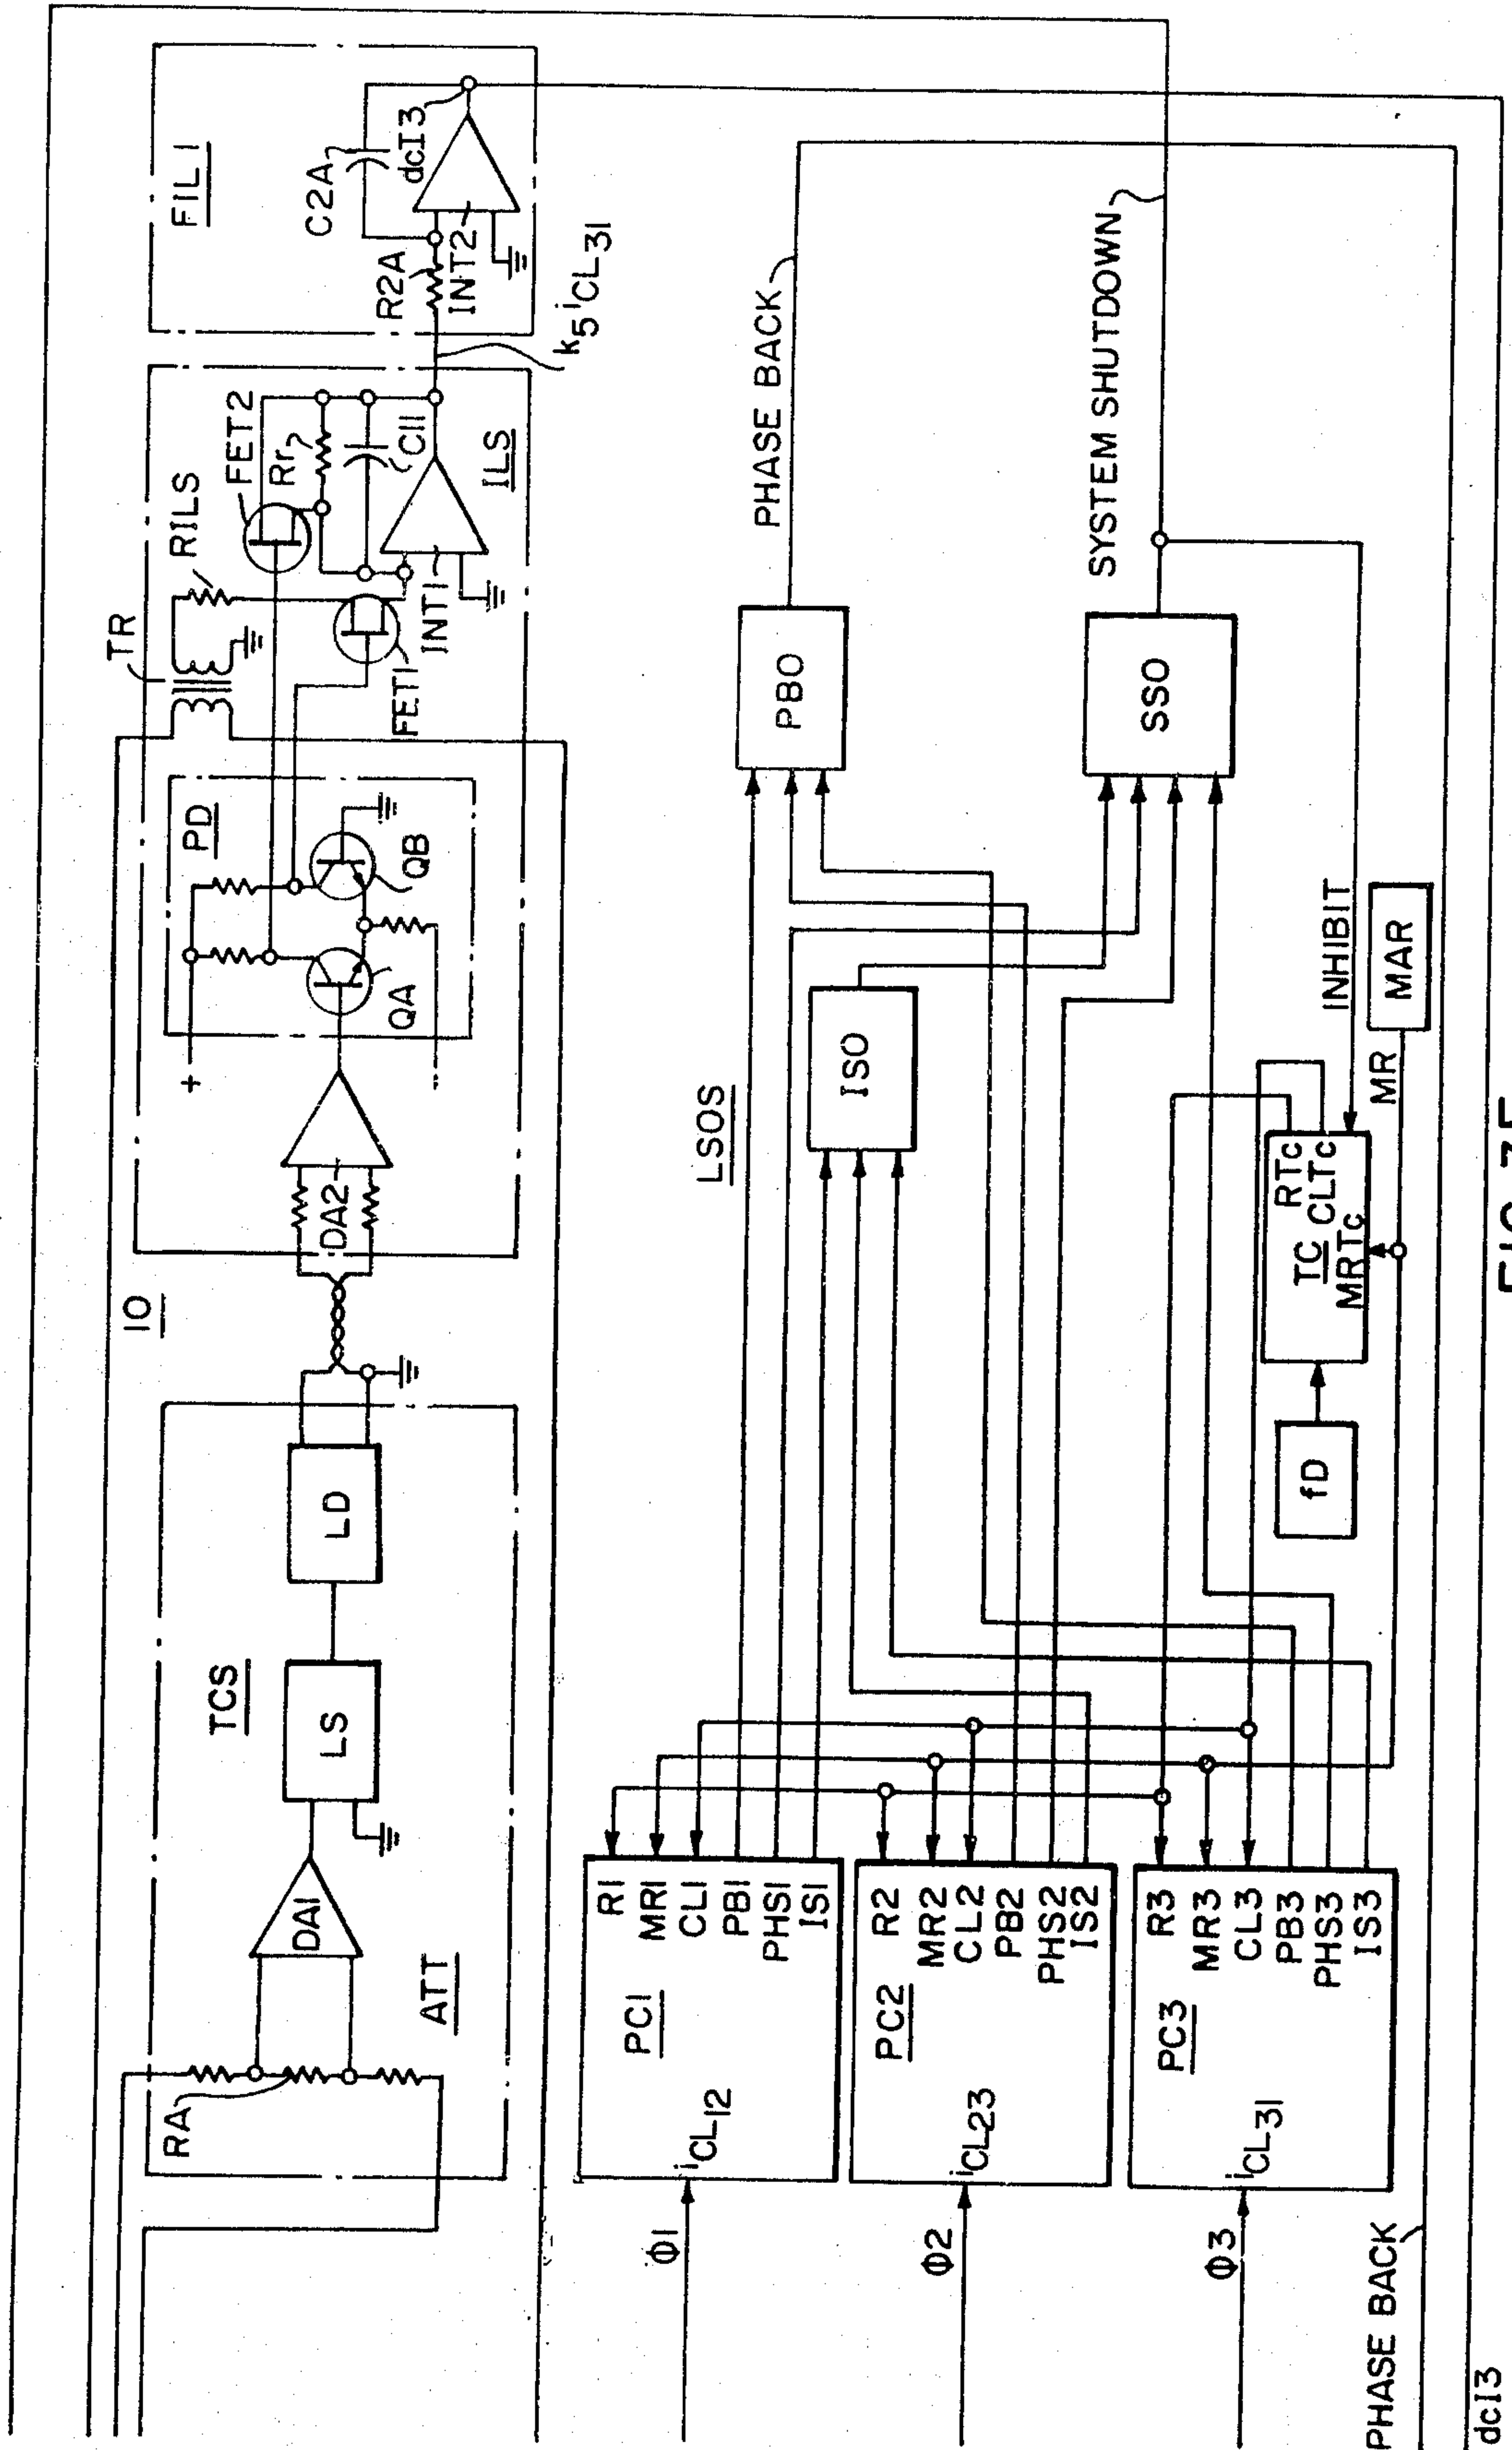 FIL 1
C2A
dcI3
R2A
INT2
k5 iCL31
TR
RILS
FET2
Rr
C11
ILS
INT1
FET1
PD
QB
QA
+
-
DA2
10
TCS
LD
LS
DA1
ATT
RA
PHASE BACK
SYSTEM SHUTDOWN
PBO
SSO
LSOS
ISO
INHIBIT
MAR
MR
RTc
CLTc
TC
MRTc
fD
R1
MR1
CL1
PB1
PHS1
IS1
PC1
iCL12
Φ1
R2
MR2
CL2
PB2
PHS2
IS2
PC2
iCL23
Φ2
R3
MR3
CL3
PB3
PHS3
IS3
PC3
iCL31
Φ3
PHASE BACK
dcI3